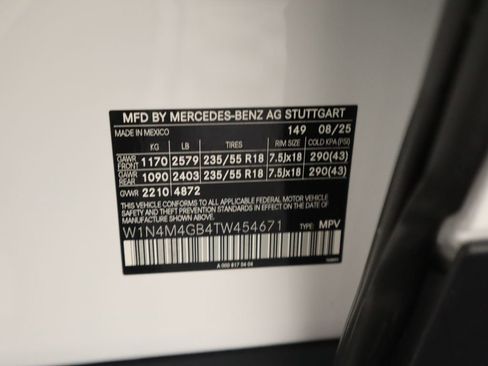 MFD BY MERCEDES-BENZ AG STUTTGART
MADE IN MEXICO 149 08/25
KG LB TIRES RIM SIZE COLD KPA (PSI)
GAWR FRONT 1170 2579 235/55 R18 7.5Jx18 290(43)
GAWR REAR 1090 2403 235/55 R18 7.5Jx18 290(43)
GVWR 2210 4872
THIS VEHICLE CONFORMS TO ALL APPLICABLE FEDERAL MOTOR VEHICLE
SAFETY AND THEFT PREVENTION STANDARDS IN EFFECT ON THE DATE OF
MANUFACTURE SHOWN ABOVE.
W1N4M4GB4TW454671 TYPE: MPV